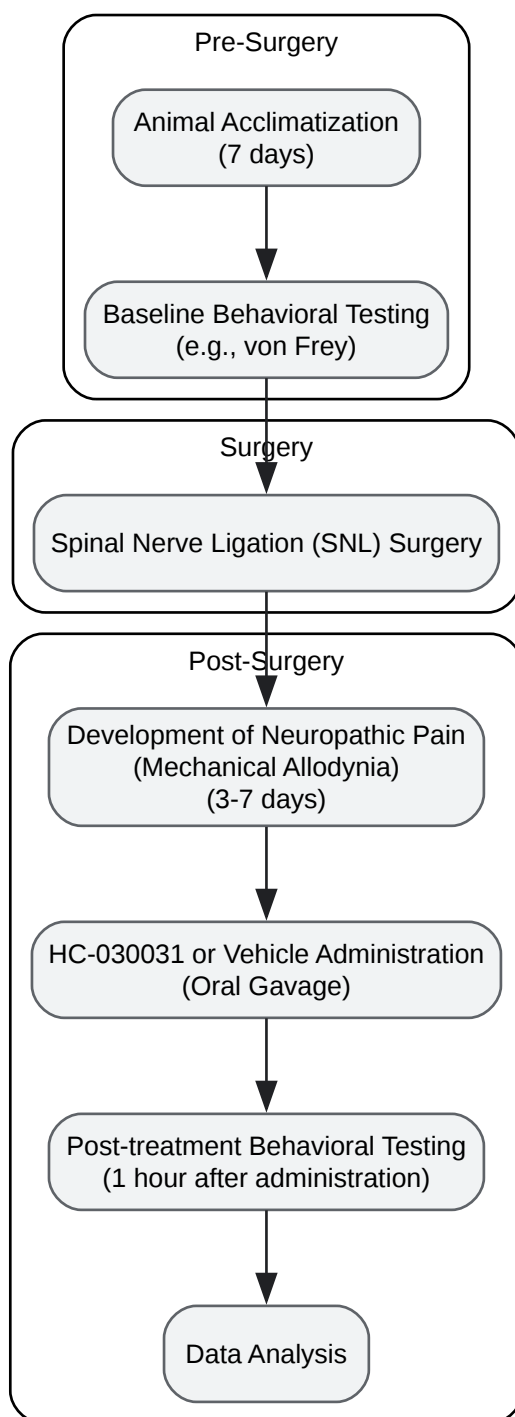 Pre-Surgery
Animal Acclimatization
(7 days)
Baseline Behavioral Testing
(e.g., von Frey)
Surgery
Spinal Nerve Ligation (SNL) Surgery
Post-Surgery
Development of Neuropathic Pain
(Mechanical Allodynia)
(3-7 days)
HC-030031 or Vehicle Administration
(Oral Gavage)
Post-treatment Behavioral Testing
(1 hour after administration)
Data Analysis